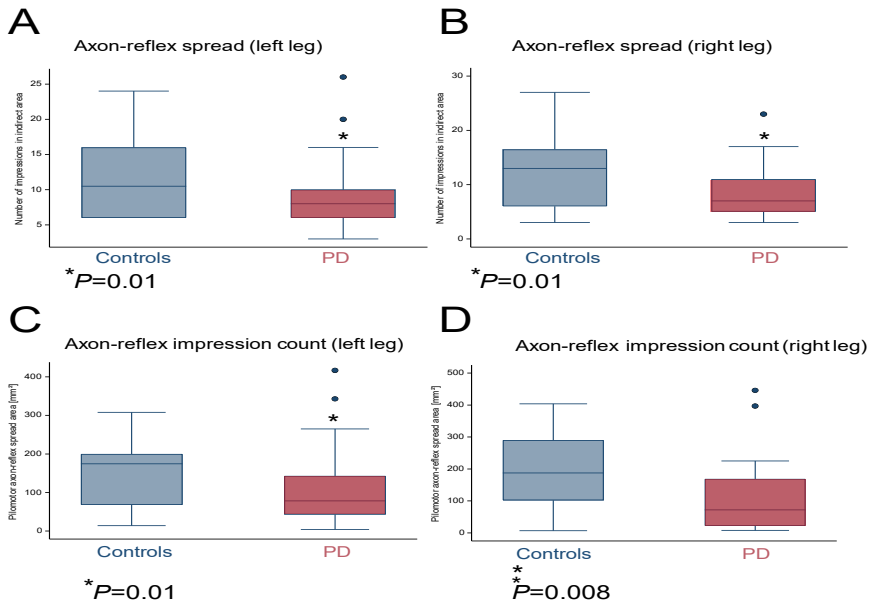 A
Axon-reflex spread (left leg)
Number of impressions in indirect area
25
20
15
10
5
*
Controls
PD
*P=0.01
B
Axon-reflex spread (right leg)
Number of impressions in indirect area
30
20
10
0
*
Controls
PD
*P=0.01
C
Axon-reflex impression count (left leg)
Pilomotor axon-reflex spread area [mm²]
400
300
200
100
0
*
Controls
PD
*P=0.01
D
Axon-reflex impression count (right leg)
Pilomotor axon-reflex spread area [mm²]
500
400
300
200
100
0
Controls
PD
*
*
P=0.008